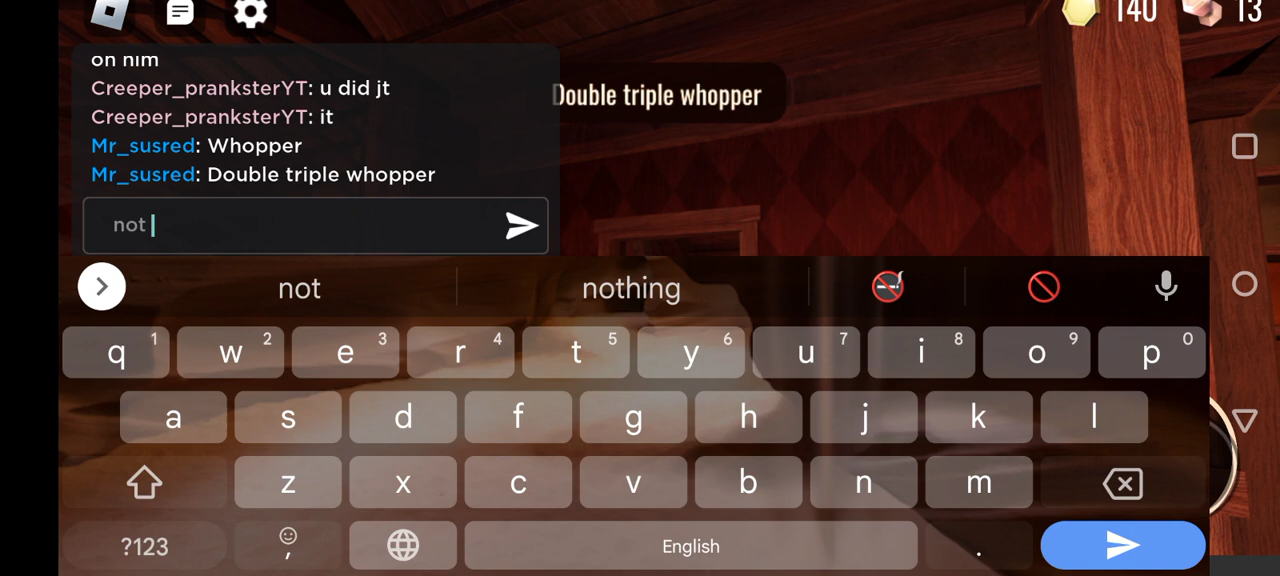 140 13
on nim
Creeper_pranksterYT: u did jt
Double triple whopper
Creeper_pranksterYT: it
Mr_susred: Whopper
Mr_susred: Double triple whopper
not
not nothing
q 1 w 2 e 3 r 4 t 5 y 6 u 7 i 8 o 9 p 0
a s d f g h j k l
z x c v b n m
?123 , English .